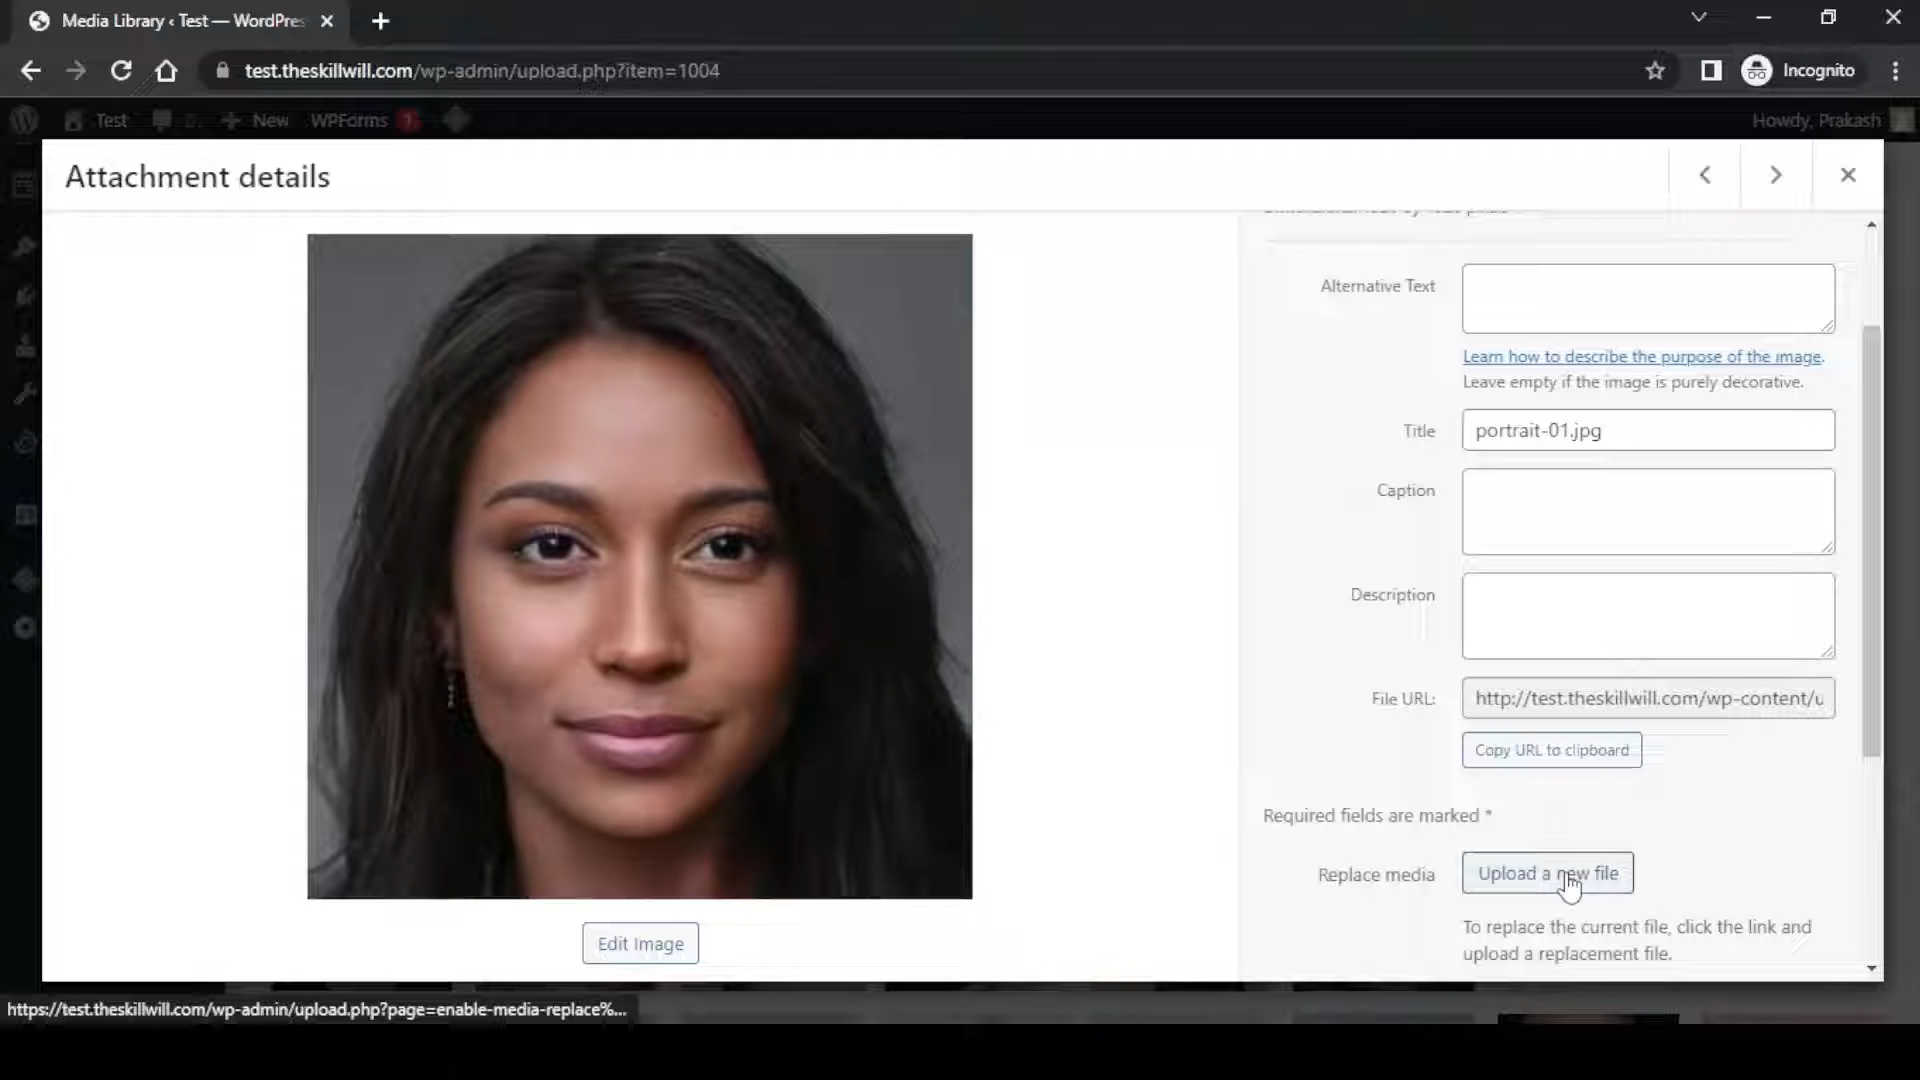 Media Library ‹ Test — WordPres
test.theskillwill.com/wp-admin/upload.php?item=1004
Incognito
Test
New
WPForms
Howdy, Prakash
Attachment details
Alternative Text
Learn how to describe the purpose of the image.
Leave empty if the image is purely decorative.
Title
portrait-01.jpg
Caption
Description
File URL:
http://test.theskillwill.com/wp-content/u
Copy URL to clipboard
Required fields are marked *
Replace media
Upload a new file
To replace the current file, click the link and
upload a replacement file.
Edit Image
https://test.theskillwill.com/wp-admin/upload.php?page=enable-media-replace%...